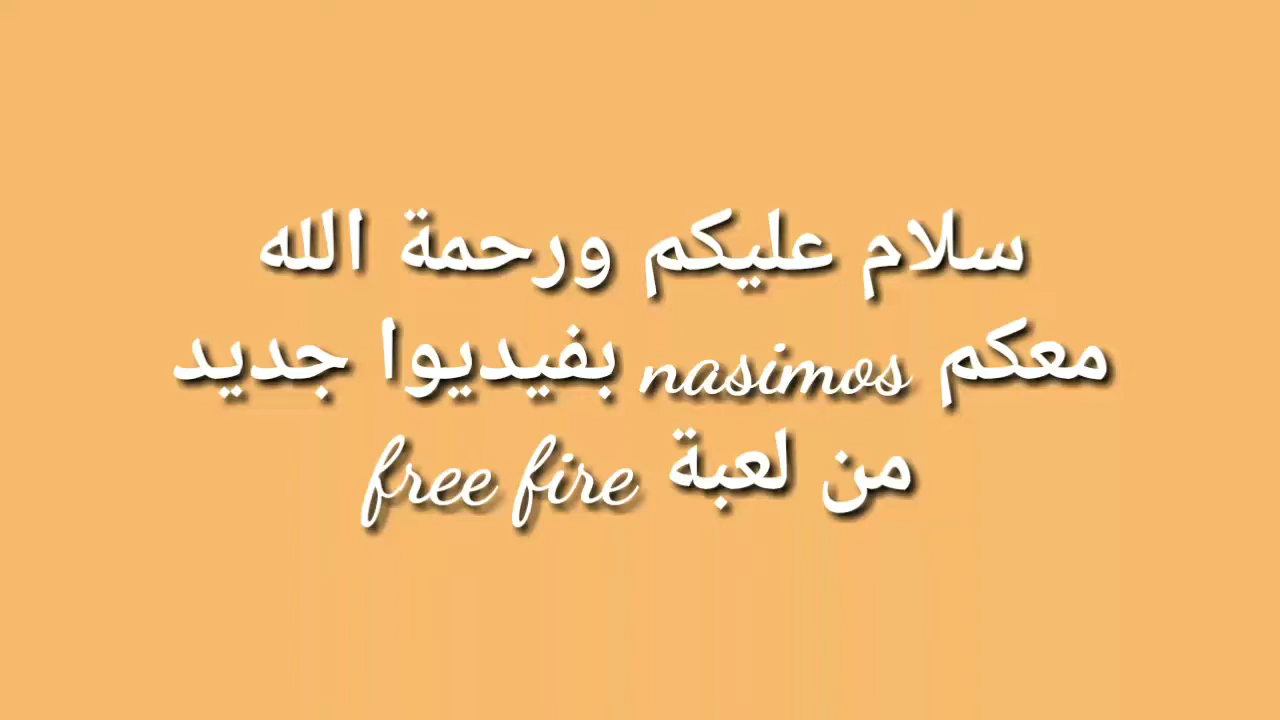 سلام عليكم ورحمة الله
معكم nasimos بفيديوا جديد
من لعبة free fire